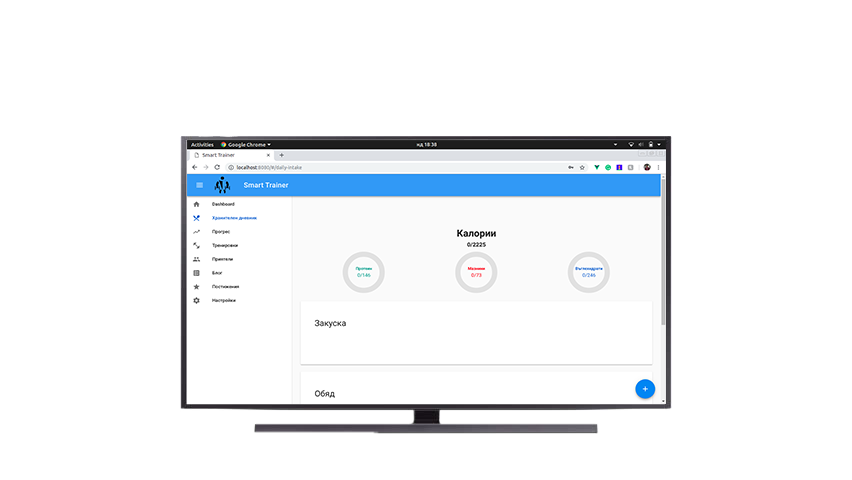 Activities Google Chrome нд 18:38
Smart Trainer
localhost:8080/#/daily-intake
Smart Trainer
Dashboard
Хранителен дневник
Прогрес
Тренировки
Приятели
Блог
Постижения
Настройки
Калории
0/2225
Протеин
0/146
Мазнини
0/73
Въглехидрати
0/246
Закуска
Обяд